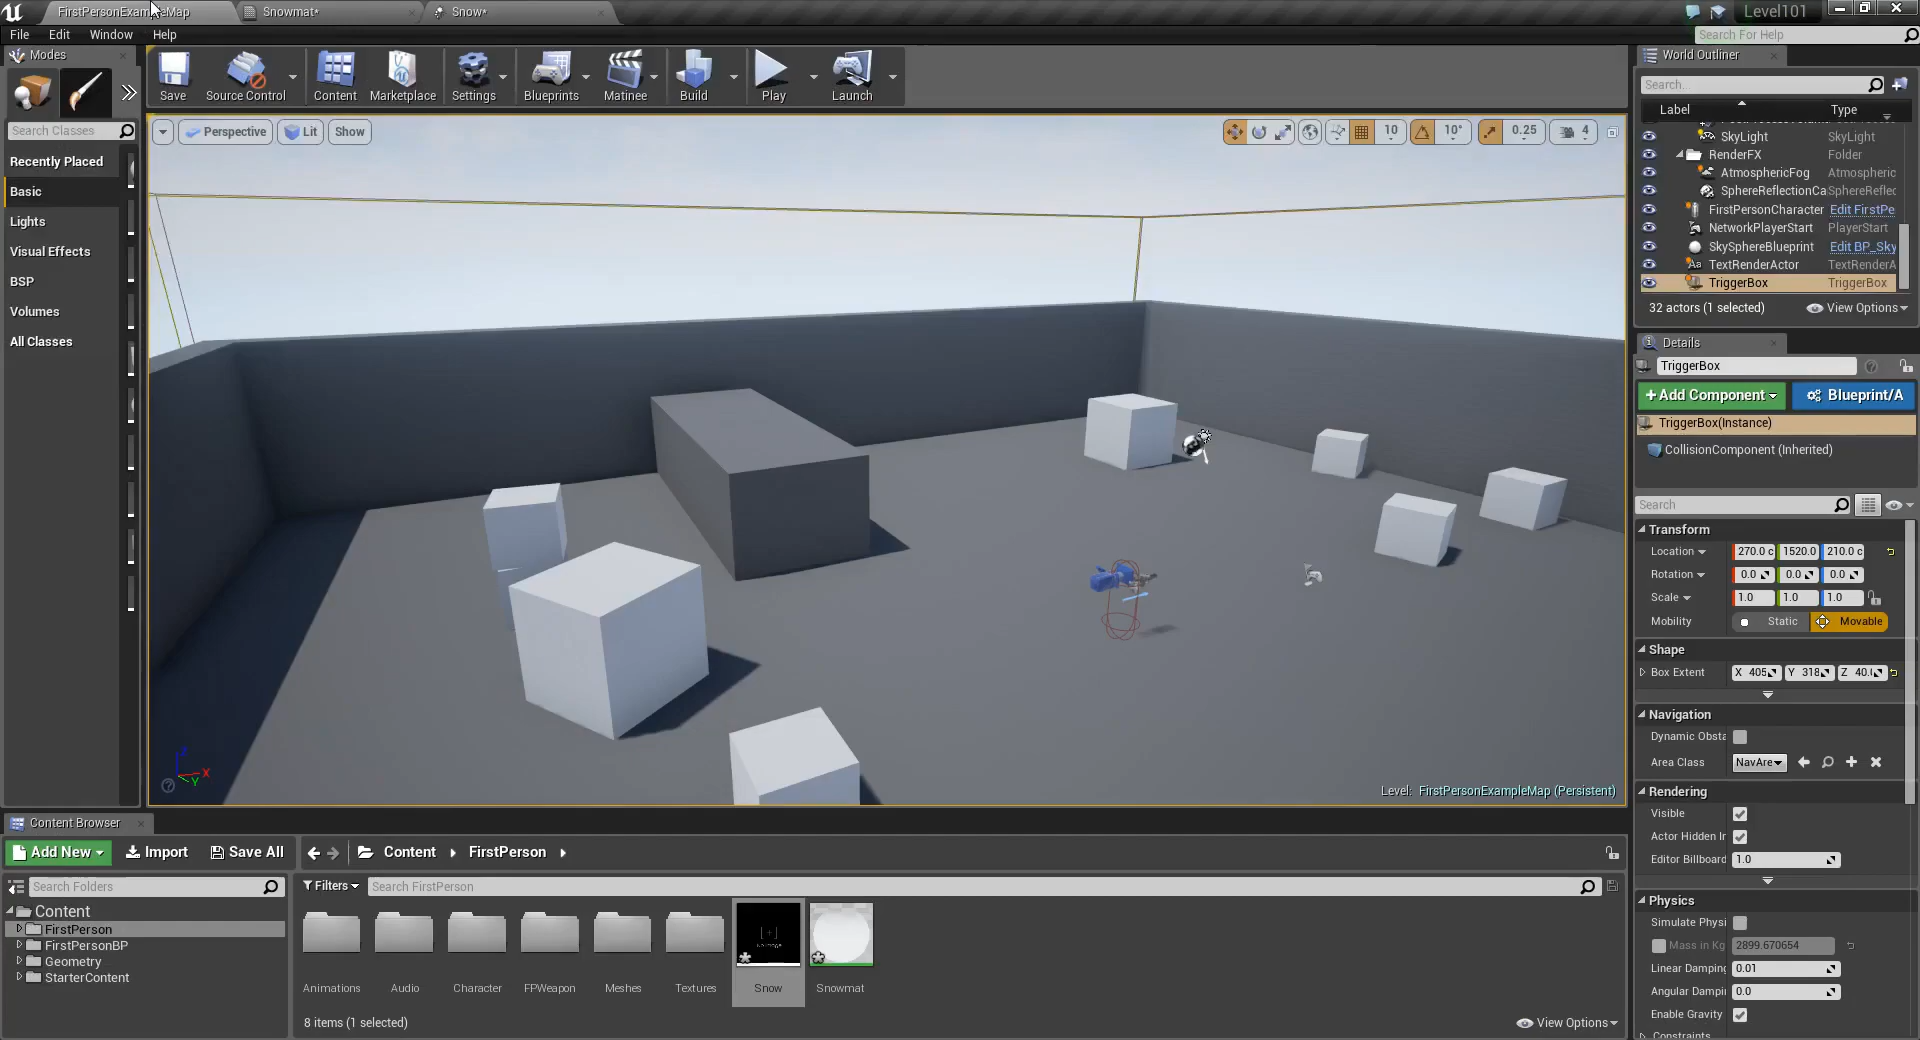 FirstPersonExampleMap
Snowmat*
Snow*
Level101
File Edit Window Help
Search For Help
Modes
Save
Source Control
Content
Marketplace
Settings
Blueprints
Matinee
Build
Play
Launch
World Outliner
Search...
Label Type
SkyLight SkyLight
RenderFX Folder
AtmosphericFog Atmospheric
SphereReflectionCa SphereReflec
FirstPersonCharacter Edit FirstPe
NetworkPlayerStart PlayerStart
SkySphereBlueprint Edit BP_Sky
TextRenderActor TextRenderA
TriggerBox TriggerBox
32 actors (1 selected) View Options
Search Classes
Recently Placed
Basic
Lights
Visual Effects
BSP
Volumes
All Classes
Perspective Lit Show
10 10° 0.25 4
X
Y
Z
Level: FirstPersonExampleMap (Persistent)
Details
TriggerBox
+Add Component Blueprint/A
TriggerBox(Instance)
CollisionComponent (Inherited)
Search
Transform
Location 270.0 c 1520.0 210.0 c
Rotation 0.0 0.0 0.0
Scale 1.0 1.0 1.0
Mobility Static Movable
Shape
Box Extent X 405 Y 318 Z 40.(
Navigation
Dynamic Obsta
Area Class NavAre
Rendering
Visible
Actor Hidden In
Editor Billboard 1.0
Physics
Simulate Physi
Mass in Kg 2899.670654
Linear Damping 0.01
Angular Dampi 0.0
Enable Gravity
Constraints
Content Browser
Add New Import Save All Content FirstPerson
Search Folders
Filters Search FirstPerson
Content
FirstPerson
FirstPersonBP
Geometry
StarterContent
Animations
Audio
Character
FPWeapon
Meshes
Textures
Snow
Snowmat
8 items (1 selected)
View Options